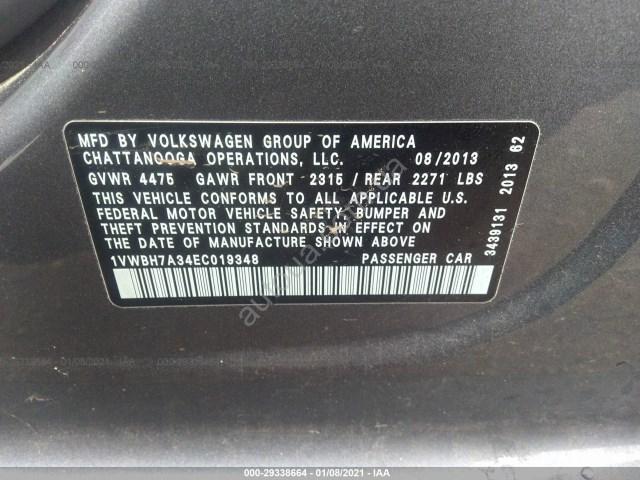 MFD BY VOLKSWAGEN GROUP OF AMERICA
CHATTANOOGA OPERATIONS, LLC. 08/2013
GVWR 4475 GAWR FRONT 2315 / REAR 2271 LBS
THIS VEHICLE CONFORMS TO ALL APPLICABLE U.S.
FEDERAL MOTOR VEHICLE SAFETY, BUMPER AND
THEFT PREVENTION STANDARDS IN EFFECT ON
THE DATE OF MANUFACTURE SHOWN ABOVE
1VWBH7A34EC019348 PASSENGER CAR
3439131 2013 62
000-29338664 - 01/08/2021 - IAA